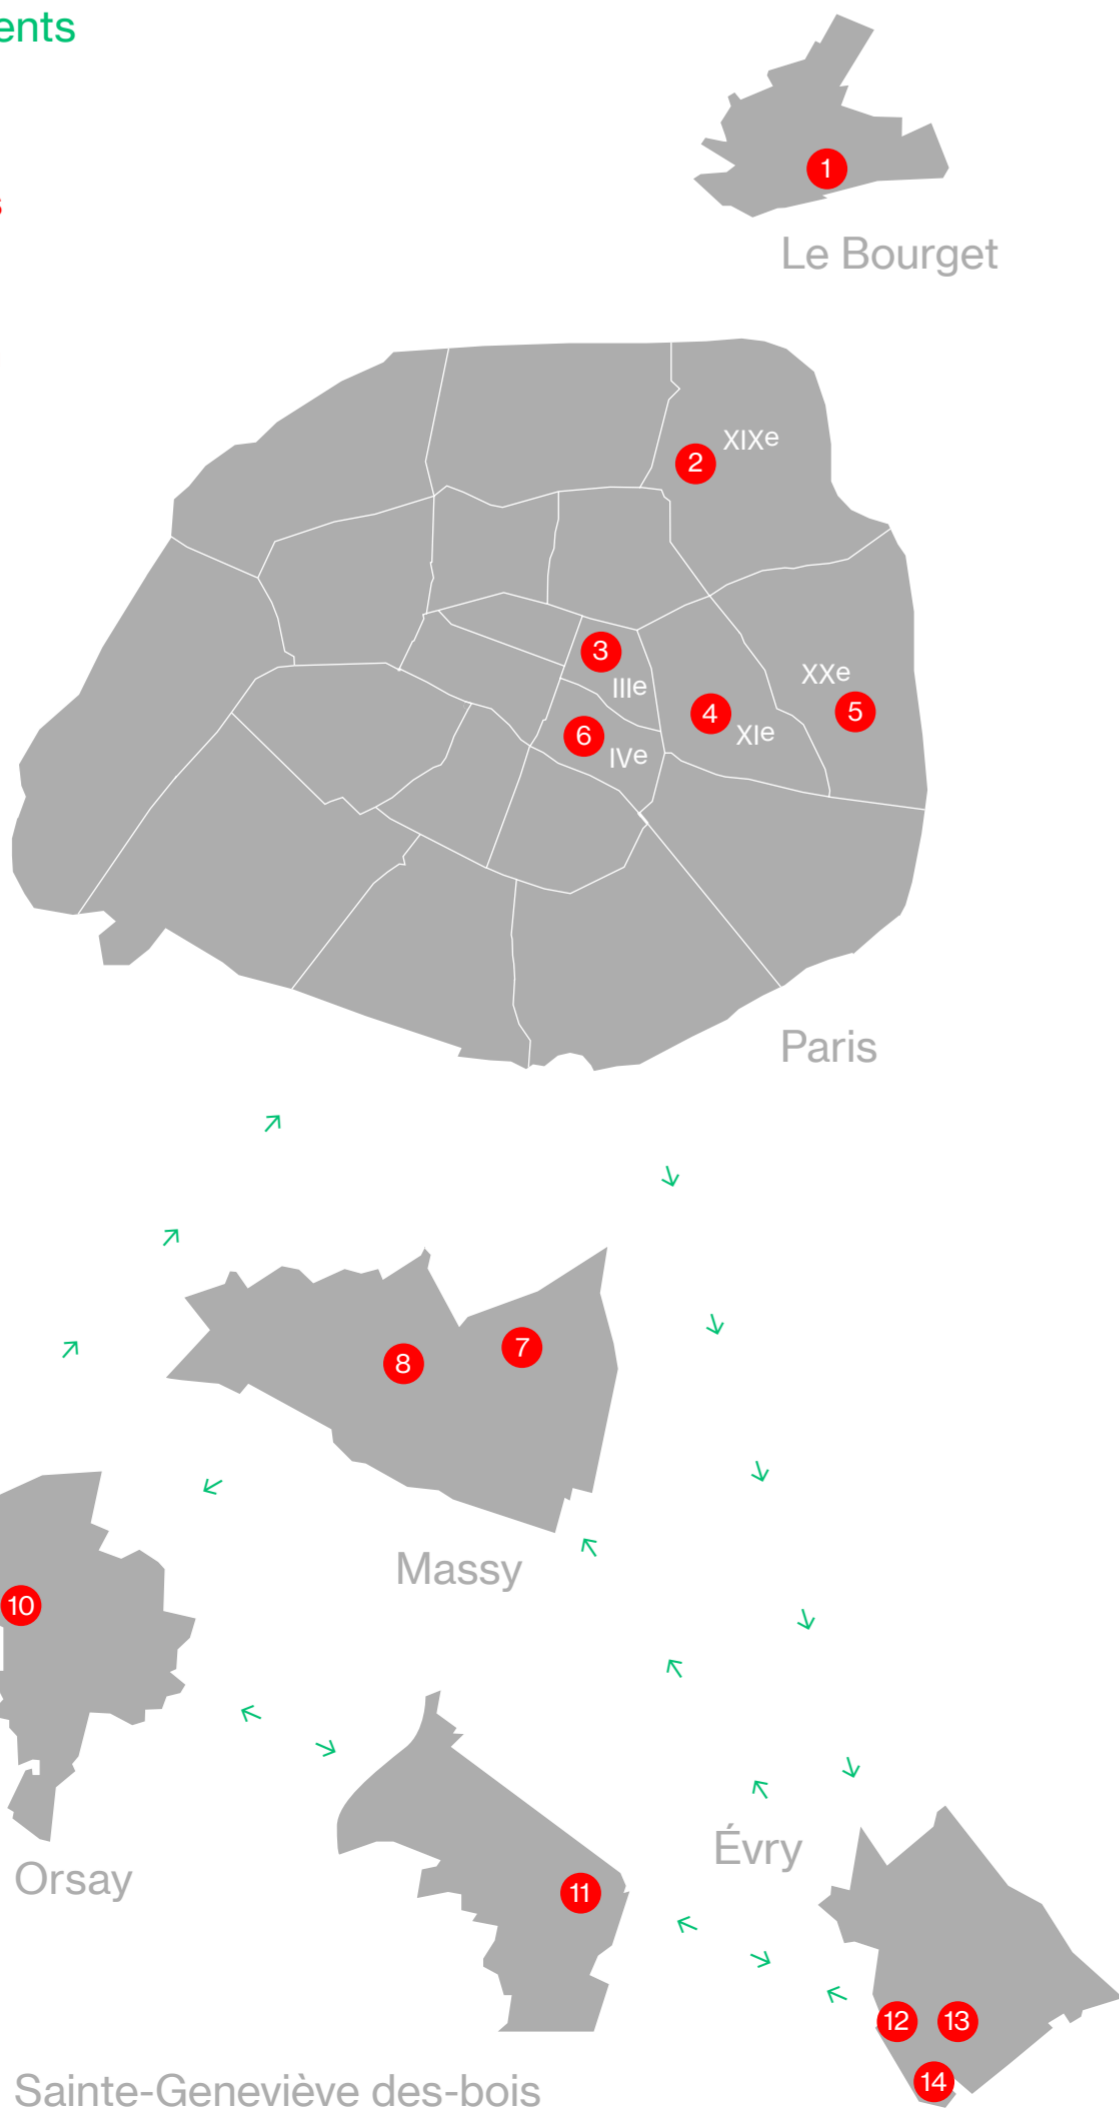 ents
s
1
Le Bourget
XIXe
2
3
IIIe
XXe
4
5
XIe
6
IVe
Paris
7
8
Massy
10
Orsay
11
Évry
12
13
14
Sainte-Geneviève des-bois